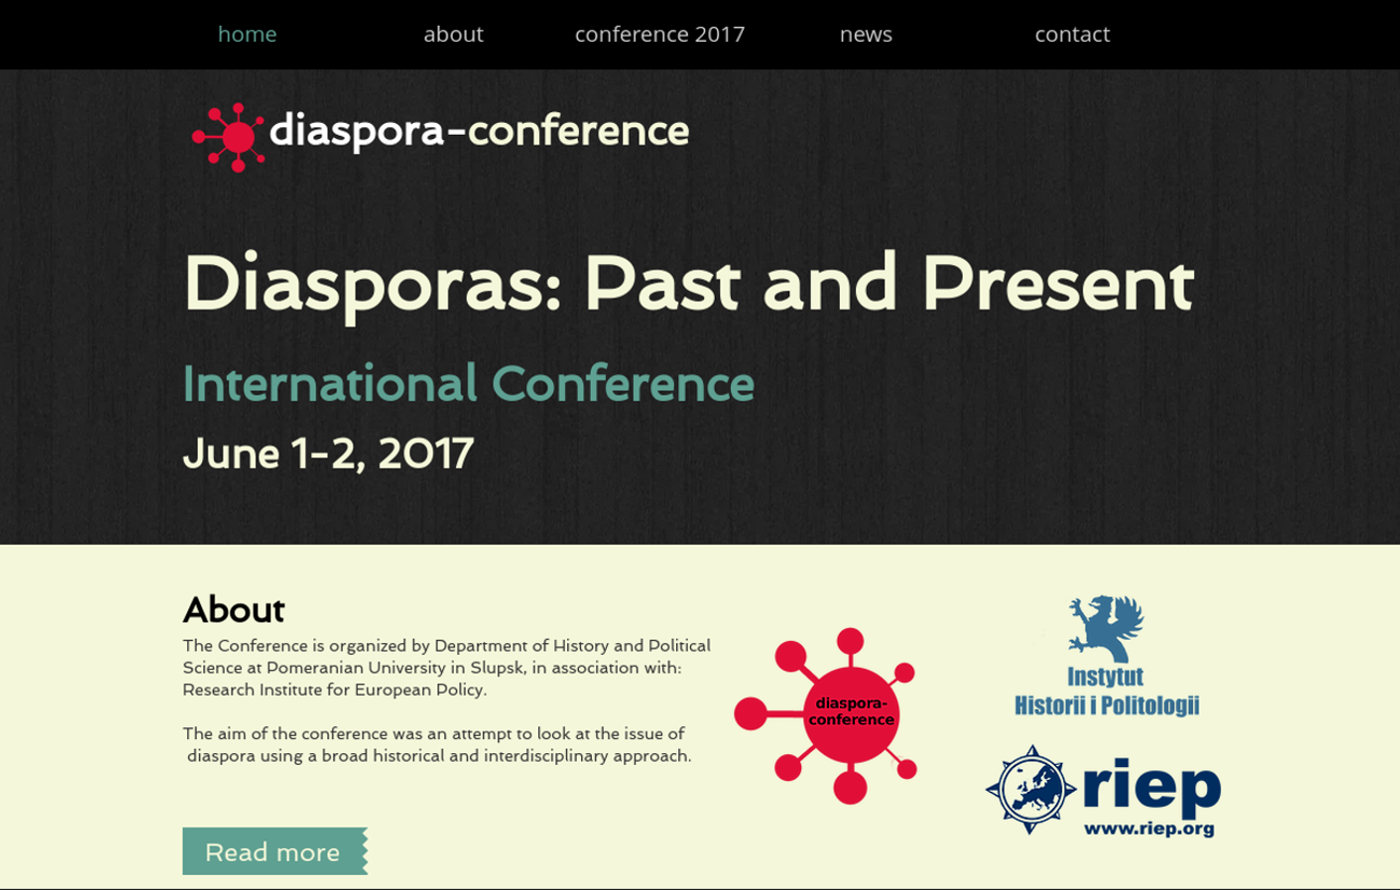 home about conference 2017 news contact
diaspora-conference
Diasporas: Past and Present
International Conference
June 1-2, 2017
About
The Conference is organized by Department of History and Political
Science at Pomeranian University in Slupsk, in association with:
Research Institute for European Policy.
The aim of the conference was an attempt to look at the issue of
diaspora using a broad historical and interdisciplinary approach.
Read more
diaspora-
conference
Instytut
Historii i Politologii
riep
www.riep.org